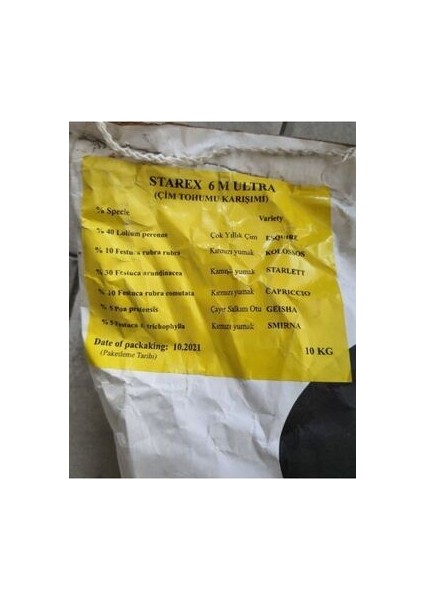 STAREX 6 M ULTRA
(ÇİM TOHUMU KARIŞIMI)
% Specie Variety
% 40 Lolium perenne Çok Yıllık Çim ESQUIRE
% 10 Festuca rubra rubra Kırmızı yumak KOLOSSOS
% 30 Festuca arundinacea Kamışsı yumak STARLETT
% 10 Festuca rubra comutata Kırmızı yumak CAPRICCIO
% 5 Poa pratensis Çayır Salkım Otu GEISHA
% 5 Festuca trichophylla Kırmızı yumak SMIRNA
Date of packaking: 10.2021 10 KG
(Paketleme Tarihi)